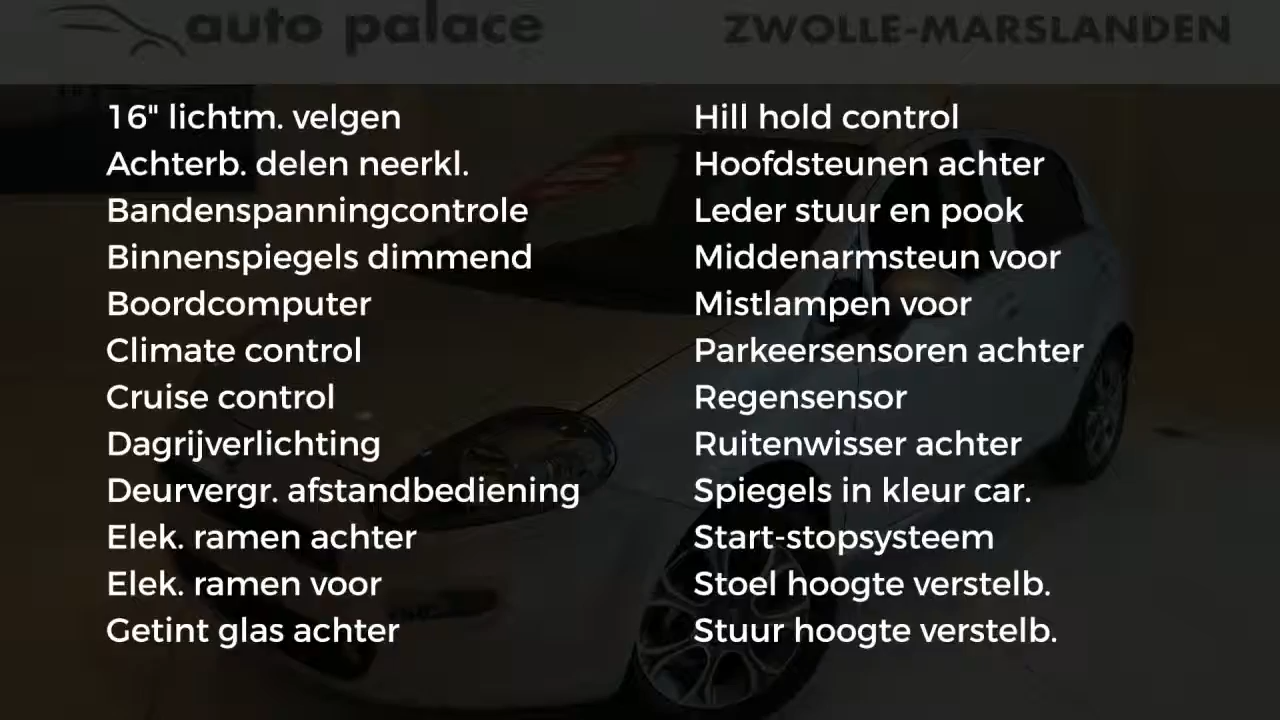 auto palace
ZWOLLE-MARSLANDEN
16" lichtm. velgen
Achterb. delen neerkl.
Bandenspanningcontrole
Binnenspiegels dimmend
Boordcomputer
Climate control
Cruise control
Dagrijverlichting
Deurvergr. afstandbediening
Elek. ramen achter
Elek. ramen voor
Getint glas achter
Hill hold control
Hoofdsteunen achter
Leder stuur en pook
Middenarmsteun voor
Mistlampen voor
Parkeersensoren achter
Regensensor
Ruitenwisser achter
Spiegels in kleur car.
Start-stopsysteem
Stoel hoogte verstelb.
Stuur hoogte verstelb.